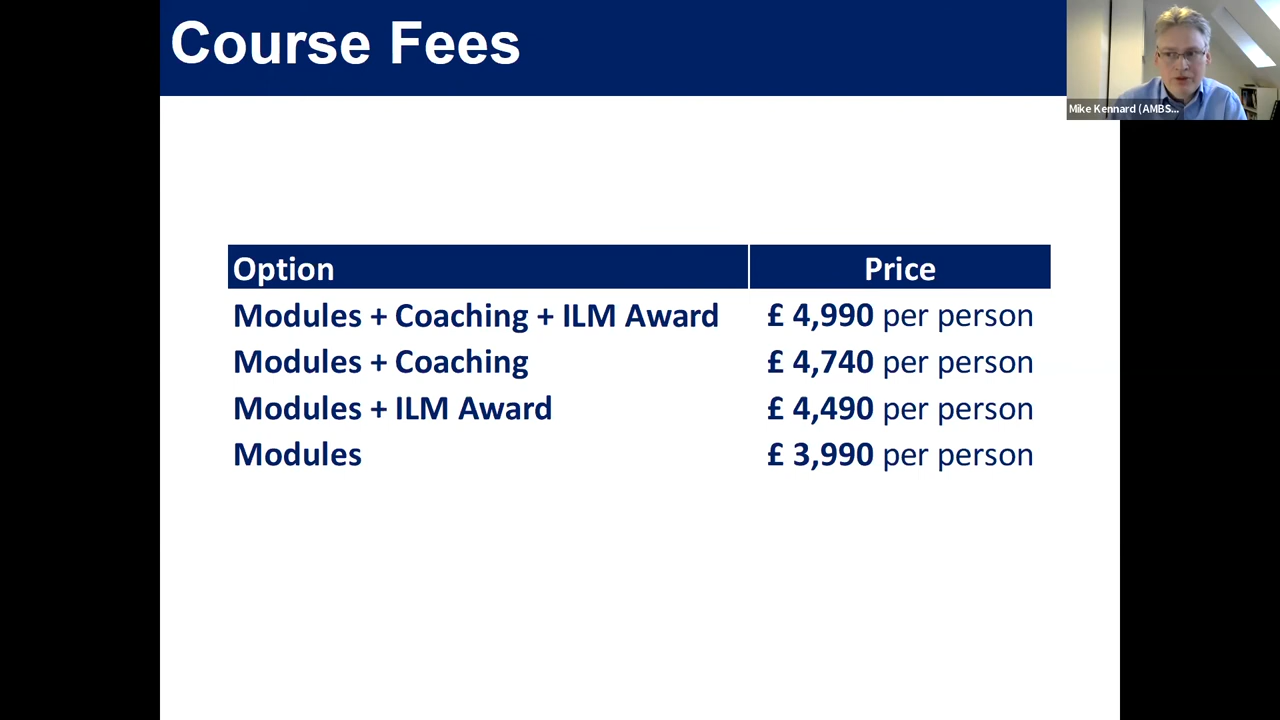 Course Fees
Mike Kennard (AMBS...
Option Price
Modules + Coaching + ILM Award £ 4,990 per person
Modules + Coaching £ 4,740 per person
Modules + ILM Award £ 4,490 per person
Modules £ 3,990 per person